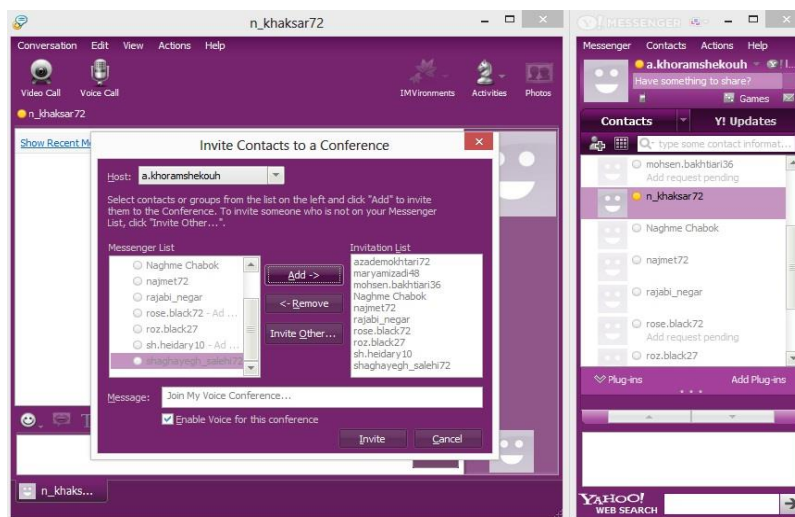 n_khaksar72
Conversation Edit View Actions Help
Video Call Voice Call IMVironments Activities Photos
n_khaksar72
Show Recent M
Invite Contacts to a Conference
Host: a.khoramshekouh
Select contacts or groups from the list on the left and click "Add" to invite
them to the Conference. To invite someone who is not on your Messenger
List, click "Invite Other...".
Messenger List
Naghme Chabok
najmet72
rajabi_negar
rose.black72 - Ad ...
roz.black27
sh.heidary10 - Ad ...
shaghayegh_salehi72
Add ->
<- Remove
Invite Other...
Invitation List
azademokhtari72
maryamizadi48
mohsen.bakhtiari36
Naghme Chabok
najmet72
rajabi_negar
rose.black72
roz.black27
sh.heidary10
shaghayegh_salehi72
Message: Join My Voice Conference...
Enable Voice for this conference
Invite Cancel
n_khaks...
Y! MESSENGER
Messenger Contacts Actions Help
a.khoramshekouh
Have something to share?
Games
Contacts Y! Updates
type some contact informat...
mohsen.bakhtiari36
Add request pending
n_khaksar72
Naghme Chabok
najmet72
rajabi_negar
rose.black72
Add request pending
roz.black27
Plug-ins Add Plug-ins
YAHOO!
WEB SEARCH